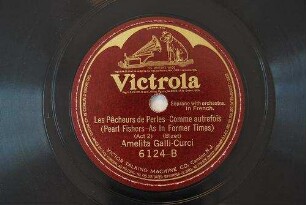 Victrola
Soprano with orchestra
In French.
Les Pêcheurs de Perles Comme autrefois
(Pearl Fishers-As In Former Times)
(Act 2) (Bizet)
Amelita Galli-Curci
6124-B
VICTOR TALKING MACHINE CO. Camden N.J.